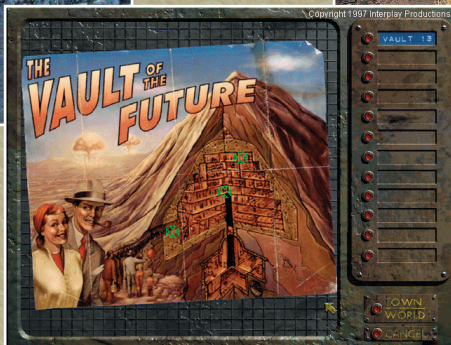 Copyright 1997 Interplay Productions
VAULT 13
THE
VAULT OF
THE
FUTURE
TOWN
WORLD
CANCEL